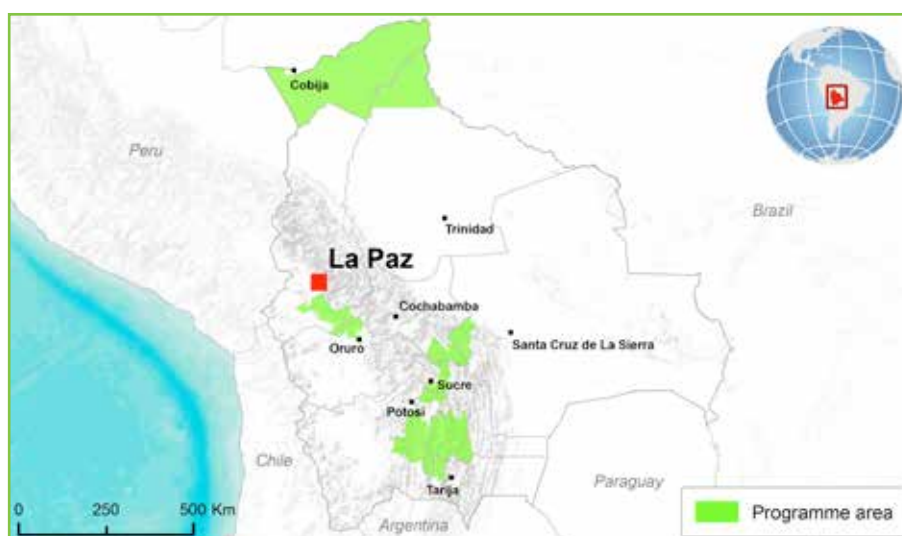 Cobija
Peru
Brazil
Trinidad
La Paz
Cochabamba
Santa Cruz de La Sierra
Oruro
Sucre
Potosí
Chile
Paraguay
Tarija
0 250 500 Km
Programme area
Argentina